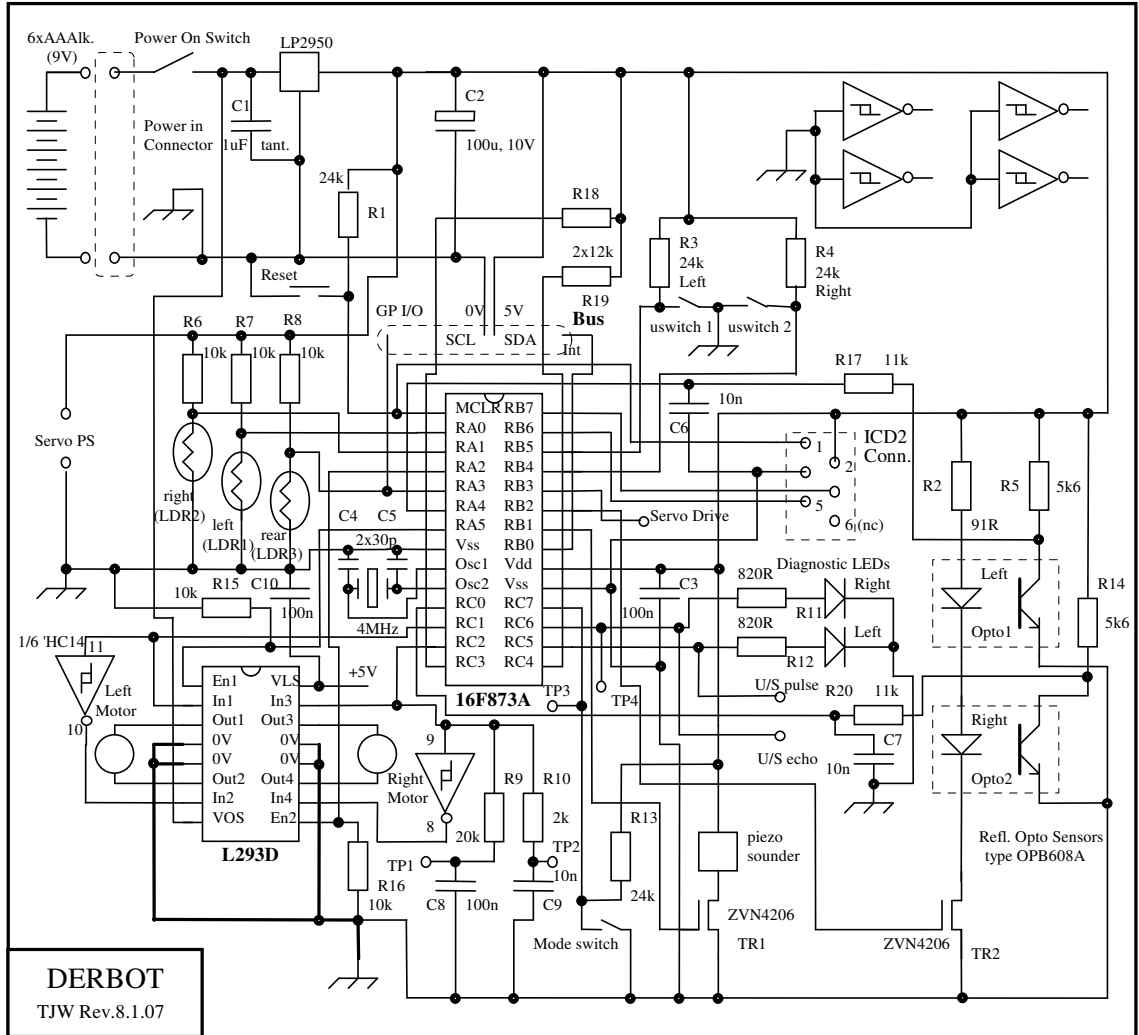 6xAAAlk.
(9V)
Power On Switch
LP2950
C1
1uF tant.
Power in
Connector
C2
100u, 10V
24k
R1
R18
2x12k
R19
Reset
R3
24k
Left
R4
24k
Right
uswitch 1
uswitch 2
GP I/O
0V
5V
Bus
SCL
SDA
Int
R6
R7
R8
10k
10k
10k
R17
11k
10n
C6
ICD2
Conn.
1
2
5
6 (nc)
Servo PS
right
(LDR2)
left
(LDR1)
rear
(LDR3)
MCLR
RA0
RA1
RA2
RA3
RA4
RA5
Vss
Osc1
Osc2
RC0
RC1
RC2
RC3
RB7
RB6
RB5
RB4
RB3
RB2
RB1
RB0
Vdd
Vss
RC7
RC6
RC5
RC4
16F873A
Servo Drive
C4
C5
2x30p
4MHz
R2
91R
R5
5k6
R15
10k
C10
100n
C3
100n
Diagnostic LEDs
820R
R11
Right
820R
R12
Left
Left
Opto1
R14
5k6
1/6 'HC14
11
10
Left
Motor
En1
In1
Out1
0V
0V
Out2
In2
VOS
VLS
In3
Out3
0V
0V
Out4
In4
En2
L293D
+5V
Right
Motor
9
8
TP3
TP4
U/S pulse
R20
11k
U/S echo
C7
10n
Right
Opto2
R9
20k
R10
2k
TP1
TP2
10n
C8
100n
C9
R16
10k
R13
24k
Mode switch
piezo
sounder
ZVN4206
TR1
Refl. Opto Sensors
type OPB608A
ZVN4206
TR2
DERBOT
TJW Rev.8.1.07